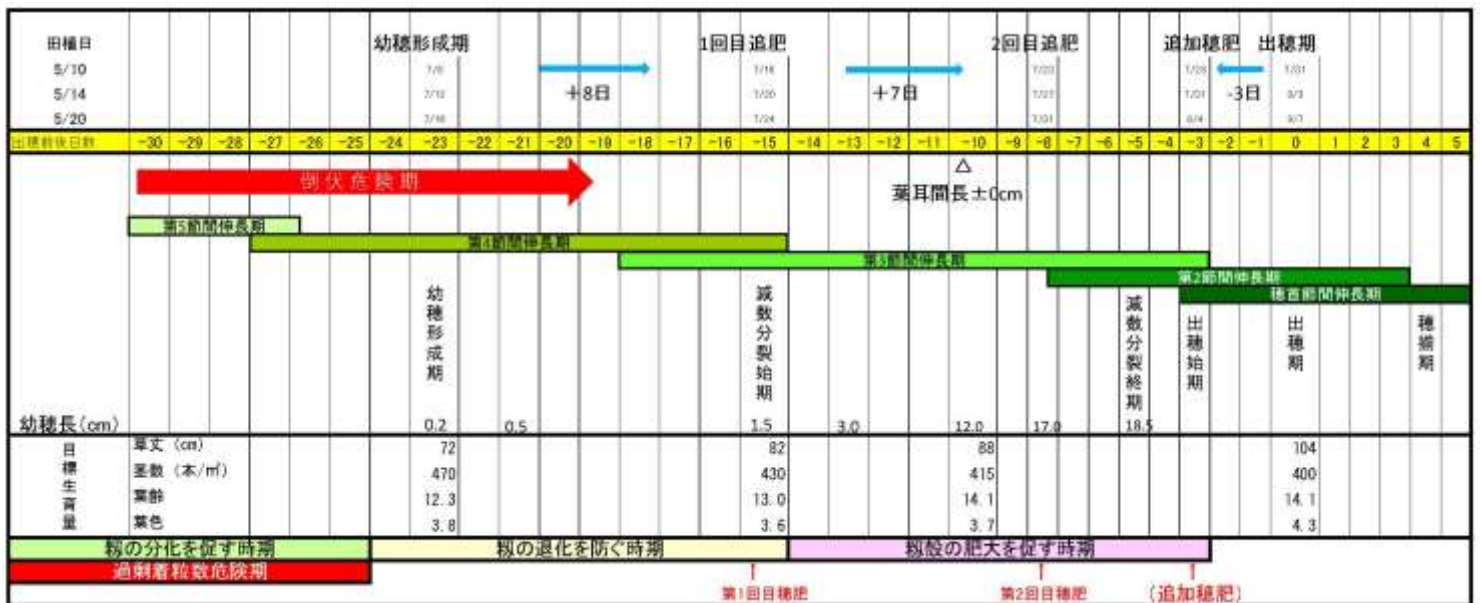 田植日 幼穂形成期 1回目追肥 2回目追肥 追加穂肥 出穂期
5/10 7/8 7/16 7/23 7/28 7/31
5/14 7/12 +8日 7/20 +7日 7/27 7/31 -3日 8/3
5/20 7/24 7/31 8/4 8/7
出穂前後日数 -30 -29 -28 -27 -26 -25 -24 -23 -22 -21 -20 -19 -18 -17 -16 -15 -14 -13 -12 -11 -10 -9 -8 -7 -6 -5 -4 -3 -2 -1 0 1 2 3 4 5
倒伏危険期
△
葉耳間長±0cm
第5節間伸長期
第4節間伸長期
第3節間伸長期
第2節間伸長期
穂首節間伸長期
幼穂形成期
減数分裂始期
減数分裂終期
出穂始期
出穂期
穂揃期
幼穂長(cm) 0.2 0.5 1.5 3.0 12.0 17.0 18.5
目標生育量
草丈 (cm) 72 82 88 104
茎数 (本/㎡) 470 430 415 400
葉齢 12.3 13.0 14.1 14.1
葉色 3.8 3.6 3.7 4.3
籾の分化を促す時期 籾の退化を防ぐ時期 籾殻の肥大を促す時期
過剰着粒数危険期
第1回目穂肥 第2回目穂肥 (追加穂肥)